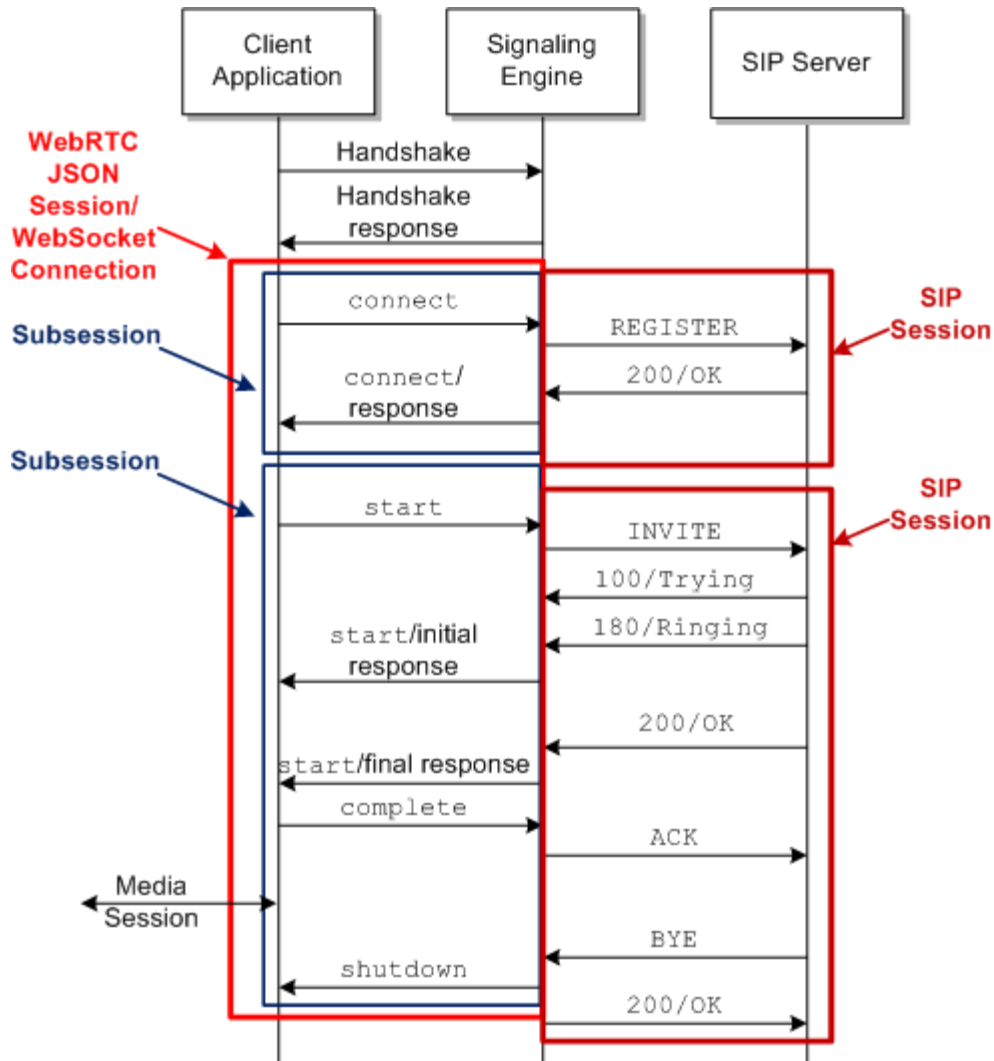 Client
Application
Signaling
Engine
SIP Server
WebRTC
JSON
Session/
WebSocket
Connection
Handshake
Handshake
response
connect
SIP
Session
REGISTER
Subsession
200/OK
connect/
response
Subsession
start
SIP
Session
INVITE
100/Trying
180/Ringing
start/initial
response
200/OK
start/final response
complete
ACK
Media
Session
BYE
shutdown
200/OK